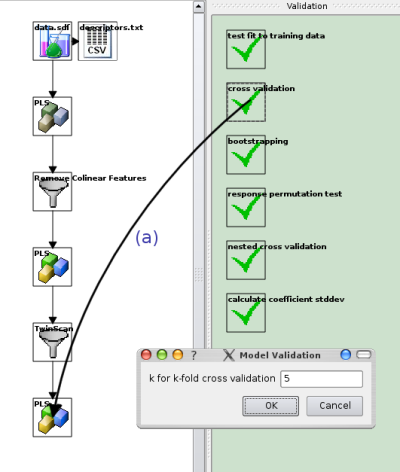 Validation
data.sdf
descriptors.txt
CSV
PLS
Remove Colinear Features
PLS
TwinScan
PLS
(a)
test fit to training data
cross validation
bootstrapping
response permutation test
nested cross validation
calculate coefficient stddev
? X Model Validation
k for k-fold cross validation 5
OK Cancel